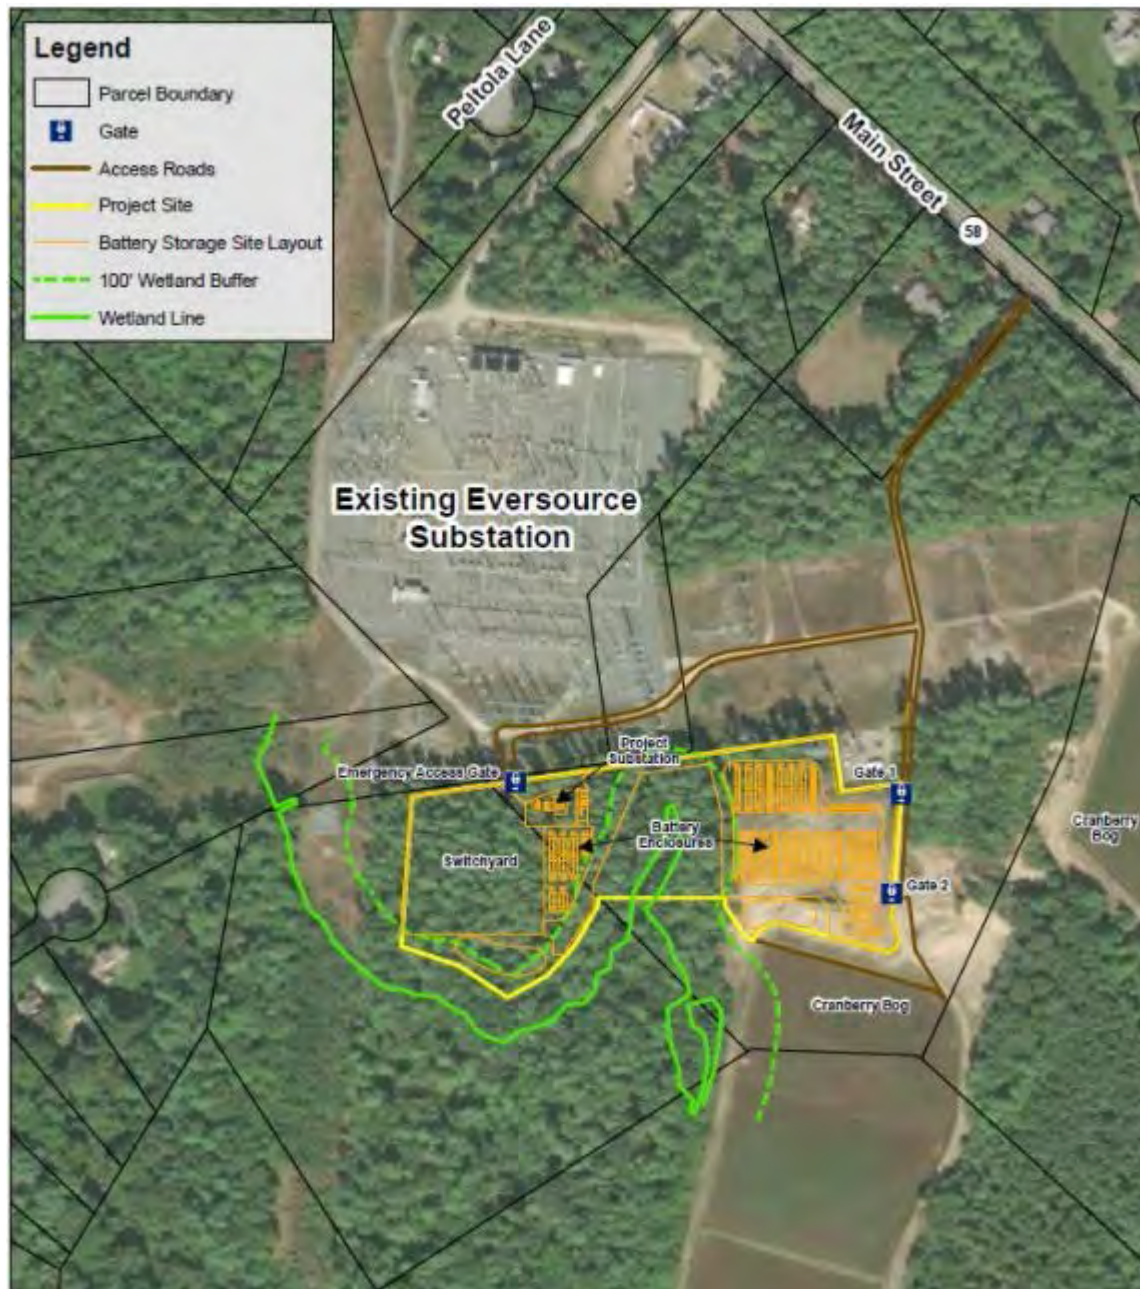 Legend
Parcel Boundary
Gate
Access Roads
Project Site
Battery Storage Site Layout
100' Wetland Buffer
Wetland Line
Peltola Lane
Main Street
58
Existing Eversource
Substation
Project
Substation
Emergency Access Gate
Gate 1
Battery
Enclosures
Cranberry
Bog
Switchyard
Gate 2
Cranberry Bog